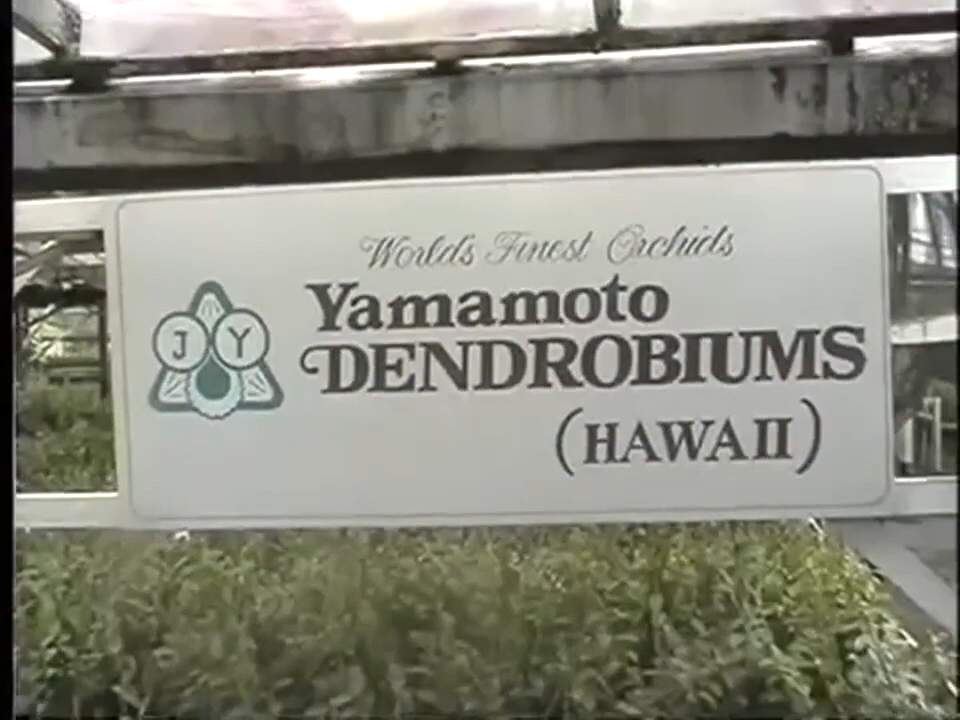 World's Finest Orchids
J Y
Yamamoto
DENDROBIUMS
(HAWAII)